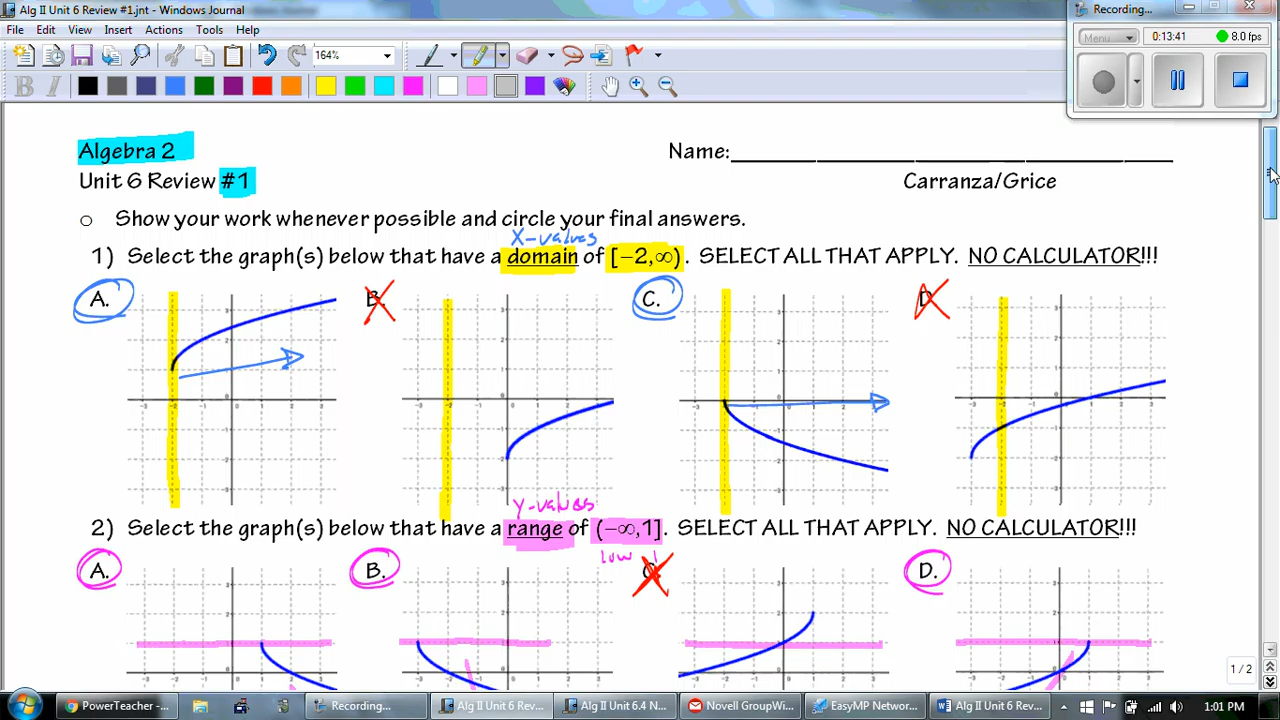 Alg II Unit 6 Review #1.jnt - Windows Journal
Recording...
File Edit View Insert Actions Tools Help
Menu 0:13:41 8.0 fps
164%
B I
Algebra 2
Name:
Unit 6 Review #1
Carranza/Grice
o Show your work whenever possible and circle your final answers.
X-values
1) Select the graph(s) below that have a domain of [−2,∞). SELECT ALL THAT APPLY. NO CALCULATOR!!!
A. B. C. D.
y-values
2) Select the graph(s) below that have a range of (−∞,1]. SELECT ALL THAT APPLY. NO CALCULATOR!!!
low 1
A. B. C. D.
1 / 2
PowerTeacher -... Recording... Alg II Unit 6 Rev... Alg II Unit 6.4 N... Novell GroupWi... EasyMP Networ... Alg II Unit 6 Rev... 1:01 PM